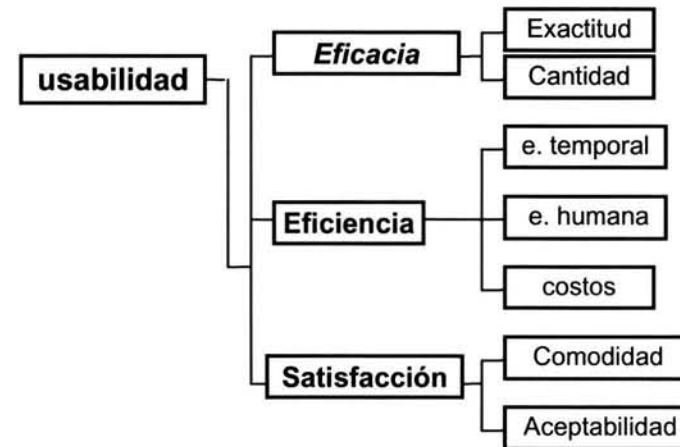 usabilidad
Eficacia
Exactitud
Cantidad
Eficiencia
e. temporal
e. humana
costos
Satisfacción
Comodidad
Aceptabilidad